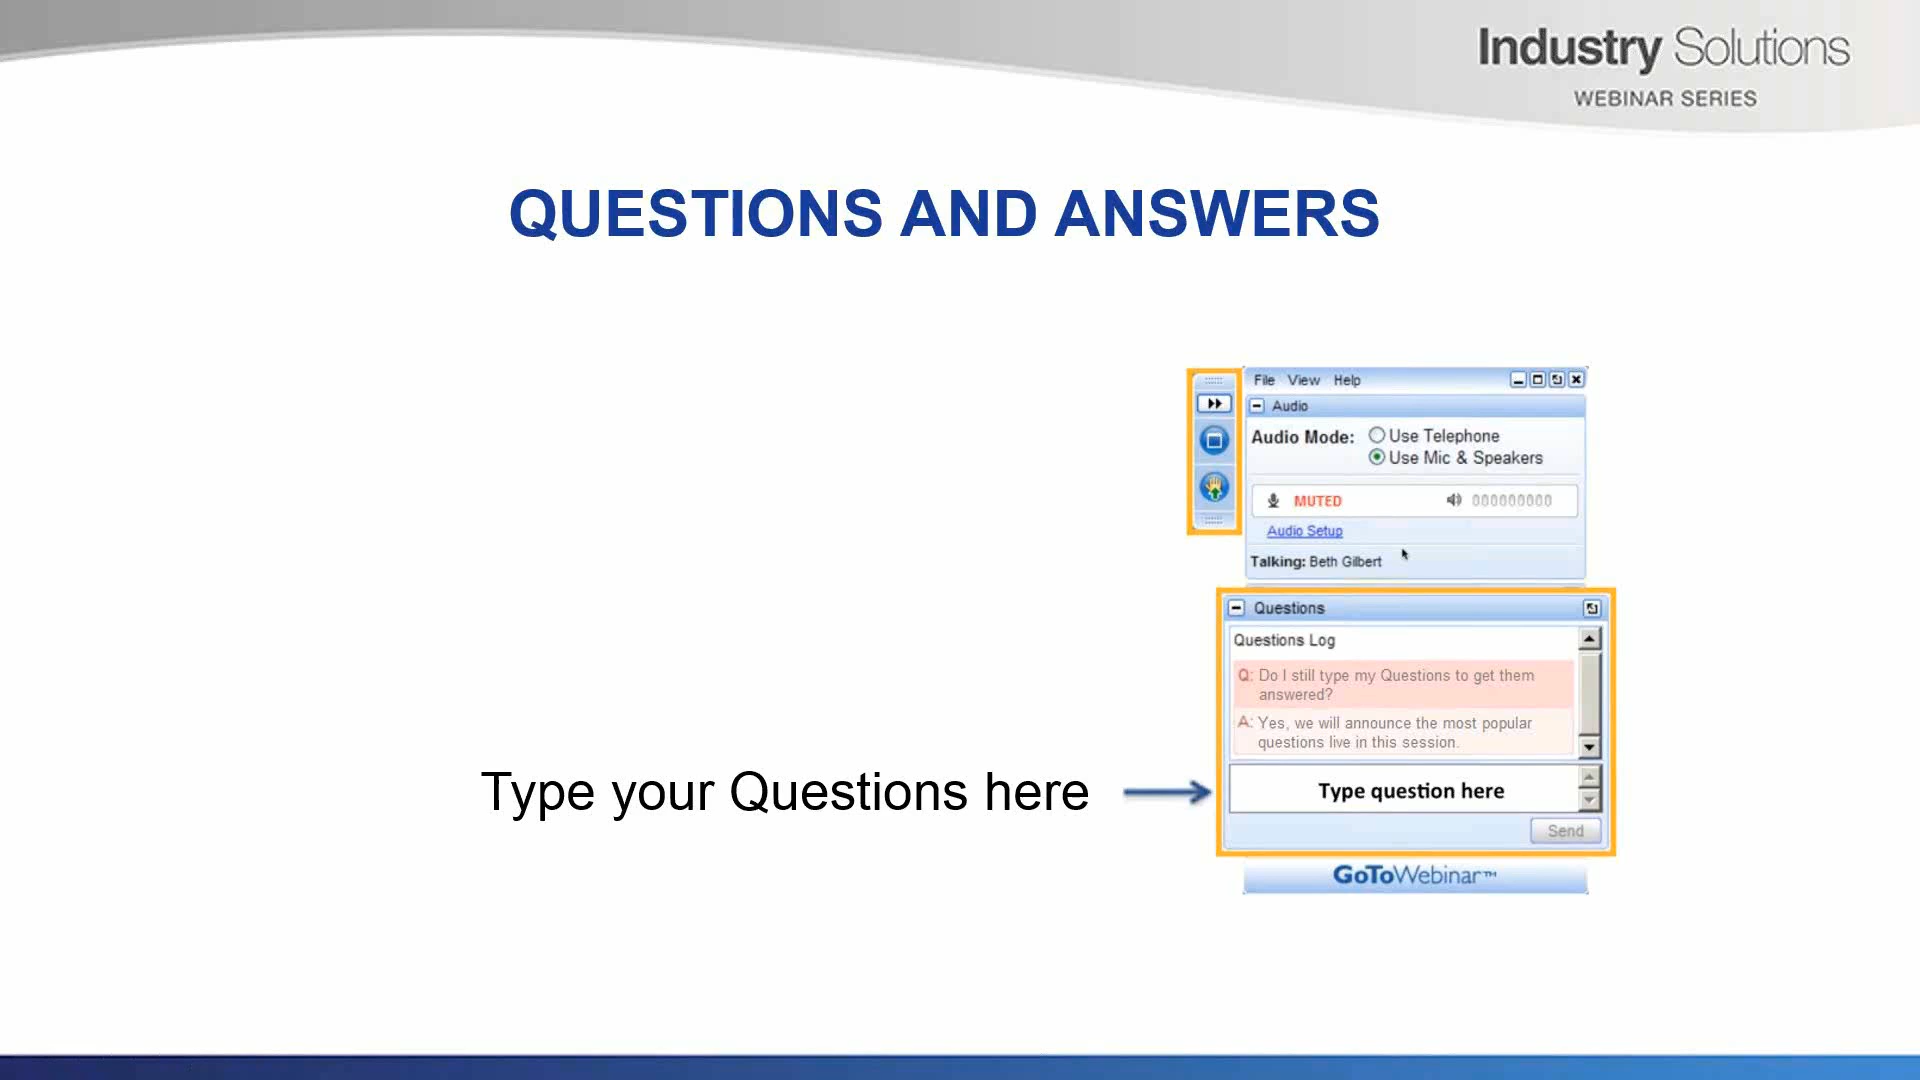 Industry Solutions
WEBINAR SERIES
QUESTIONS AND ANSWERS
File View Help
Audio
Audio Mode: Use Telephone
Use Mic & Speakers
MUTED 000000000
Audio Setup
Talking: Beth Gilbert
Questions
Questions Log
Q: Do I still type my Questions to get them
answered?
A: Yes, we will announce the most popular
questions live in this session.
Type your Questions here
Type question here
Send
GoToWebinar™